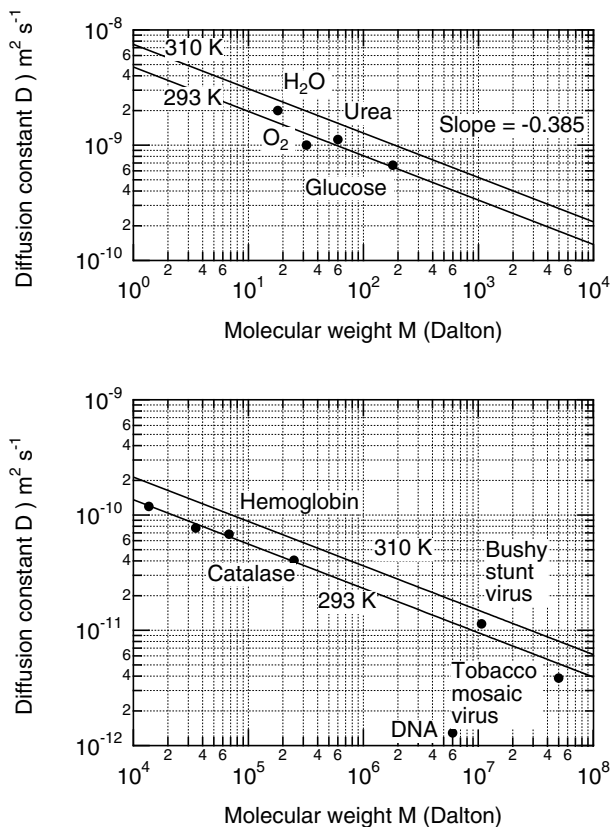 Diffusion constant D ) m² s⁻¹
10⁻⁸
6
4
2
10⁻⁹
6
4
2
10⁻¹⁰
310 K
293 K
H₂O
O₂
Urea
Glucose
Slope = -0.385
10⁰ 2 4 6 10¹ 2 4 6 10² 2 4 6 10³ 2 4 6 10⁴
Molecular weight M (Dalton)
Diffusion constant D ) m² s⁻¹
10⁻⁹
6
4
2
10⁻¹⁰
6
4
2
10⁻¹¹
6
4
2
10⁻¹²
Hemoglobin
Catalase
310 K
293 K
Bushy
stunt
virus
Tobacco
mosaic
virus
DNA
10⁴ 2 4 6 10⁵ 2 4 6 10⁶ 2 4 6 10⁷ 2 4 6 10⁸
Molecular weight M (Dalton)